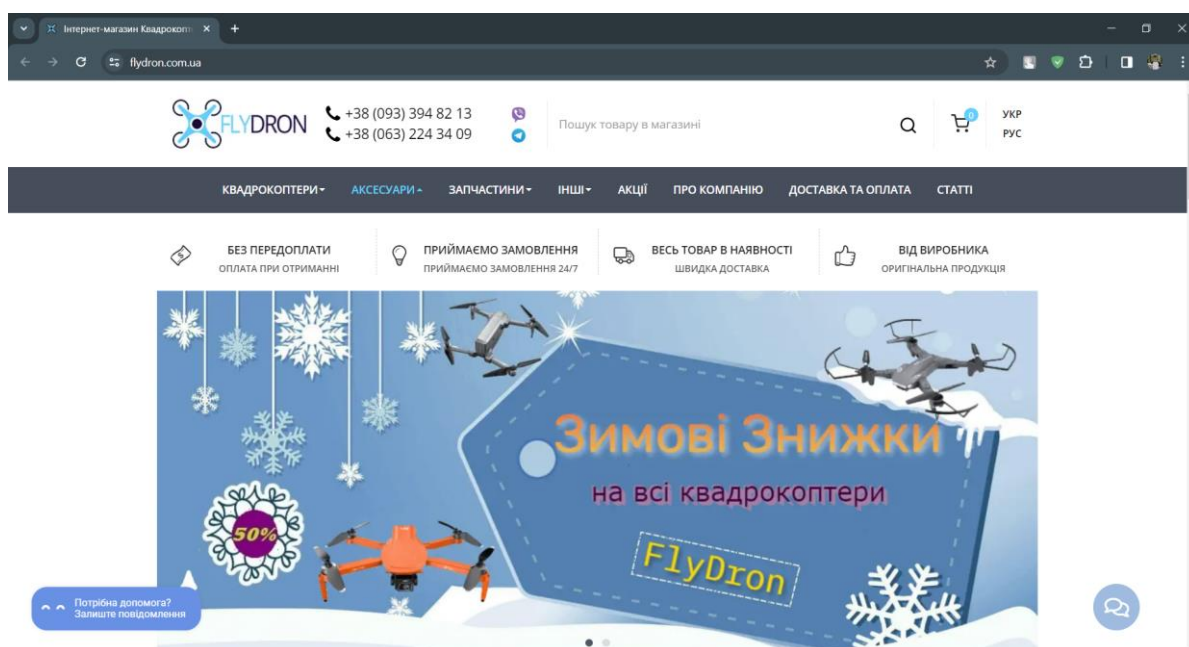 Інтернет-магазин Квадрокопт
flydron.com.ua
FLYDRON
+38 (093) 394 82 13
+38 (063) 224 34 09
Пошук товару в магазині
0
УКР
РУС
КВАДРОКОПТЕРИ АКСЕСУАРИ ЗАПЧАСТИНИ ІНШІ АКЦІЇ ПРО КОМПАНІЮ ДОСТАВКА ТА ОПЛАТА СТАТТІ
БЕЗ ПЕРЕДОПЛАТИ
ОПЛАТА ПРИ ОТРИМАННІ
ПРИЙМАЄМО ЗАМОВЛЕННЯ
ПРИЙМАЄМО ЗАМОВЛЕННЯ 24/7
ВЕСЬ ТОВАР В НАЯВНОСТІ
ШВИДКА ДОСТАВКА
ВІД ВИРОБНИКА
ОРИГІНАЛЬНА ПРОДУКЦІЯ
Зимові Знижки
на всі квадрокоптери
50%
FlyDron
Потрібна допомога?
Залиште повідомлення